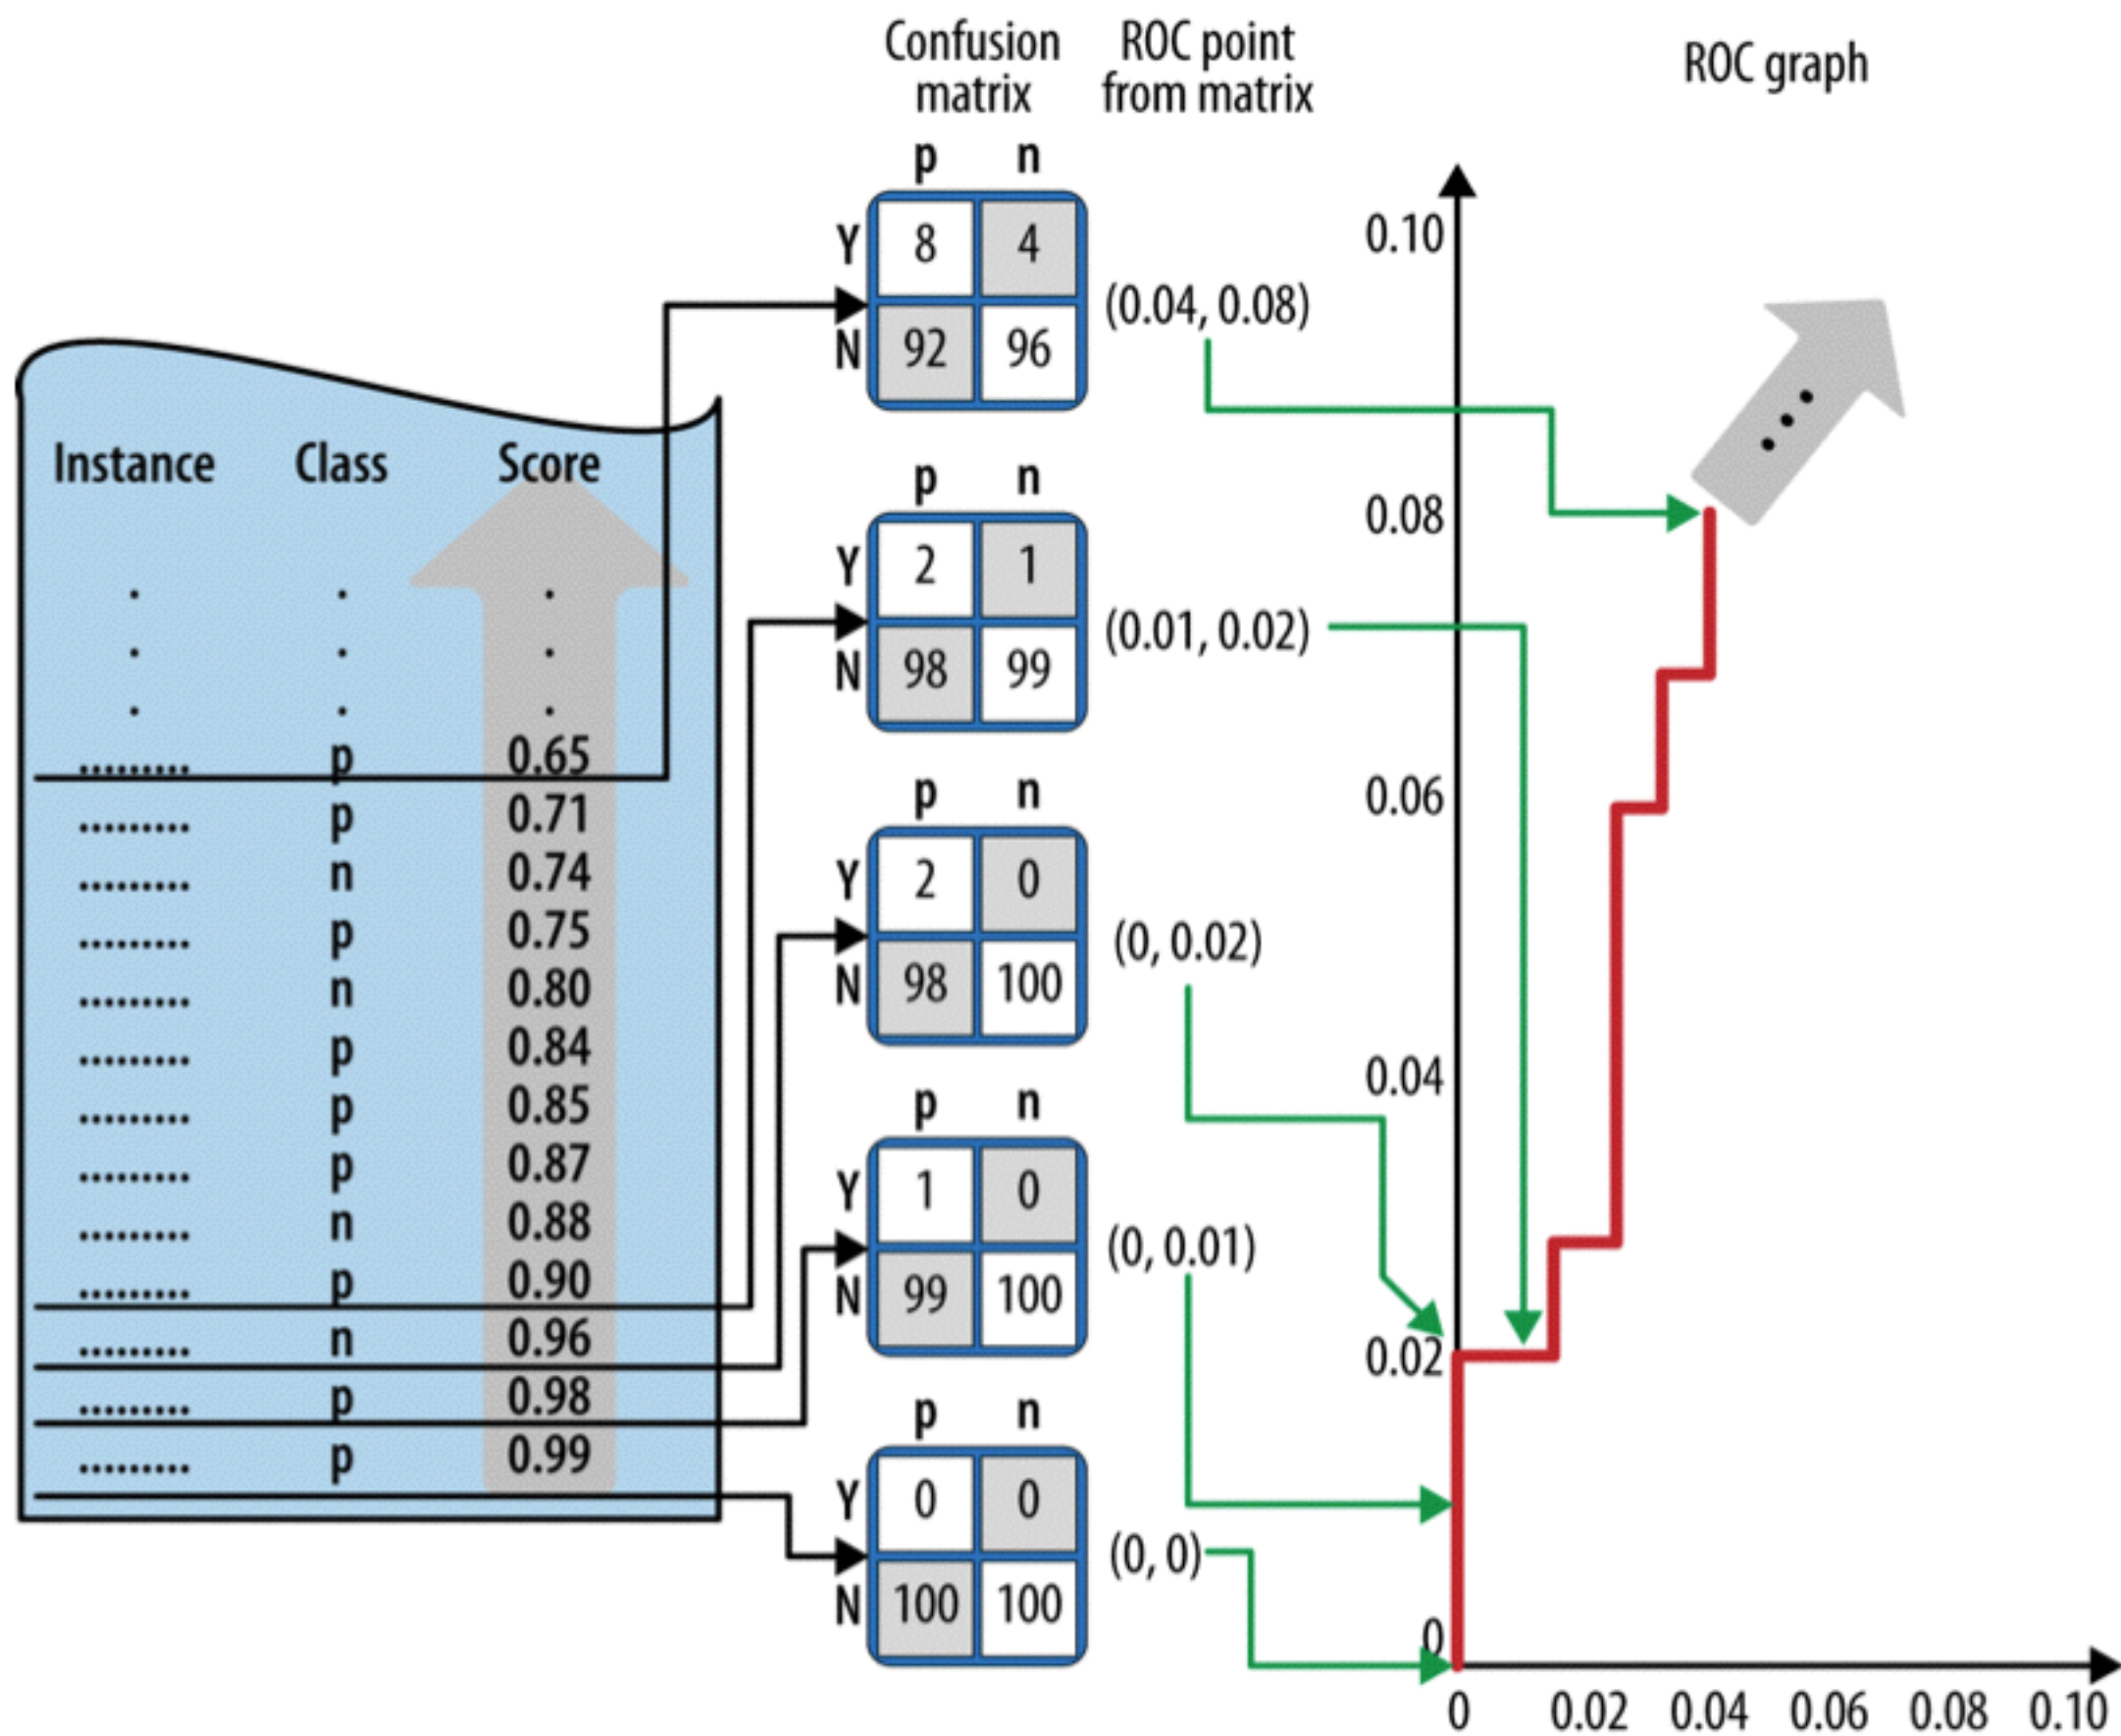 Confusion matrix
ROC point from matrix
ROC graph
Instance Class Score
. . .
. . .
. . .
......... p 0.65
......... p 0.71
......... n 0.74
......... p 0.75
......... n 0.80
......... p 0.84
......... p 0.85
......... p 0.87
......... n 0.88
......... p 0.90
......... n 0.96
......... p 0.98
......... p 0.99
p n
Y 8 4
N 92 96
(0.04, 0.08)
p n
Y 2 1
N 98 99
(0.01, 0.02)
p n
Y 2 0
N 98 100
(0, 0.02)
p n
Y 1 0
N 99 100
(0, 0.01)
p n
Y 0 0
N 100 100
(0, 0)
0.10
0.08
0.06
0.04
0.02
0
0 0.02 0.04 0.06 0.08 0.10